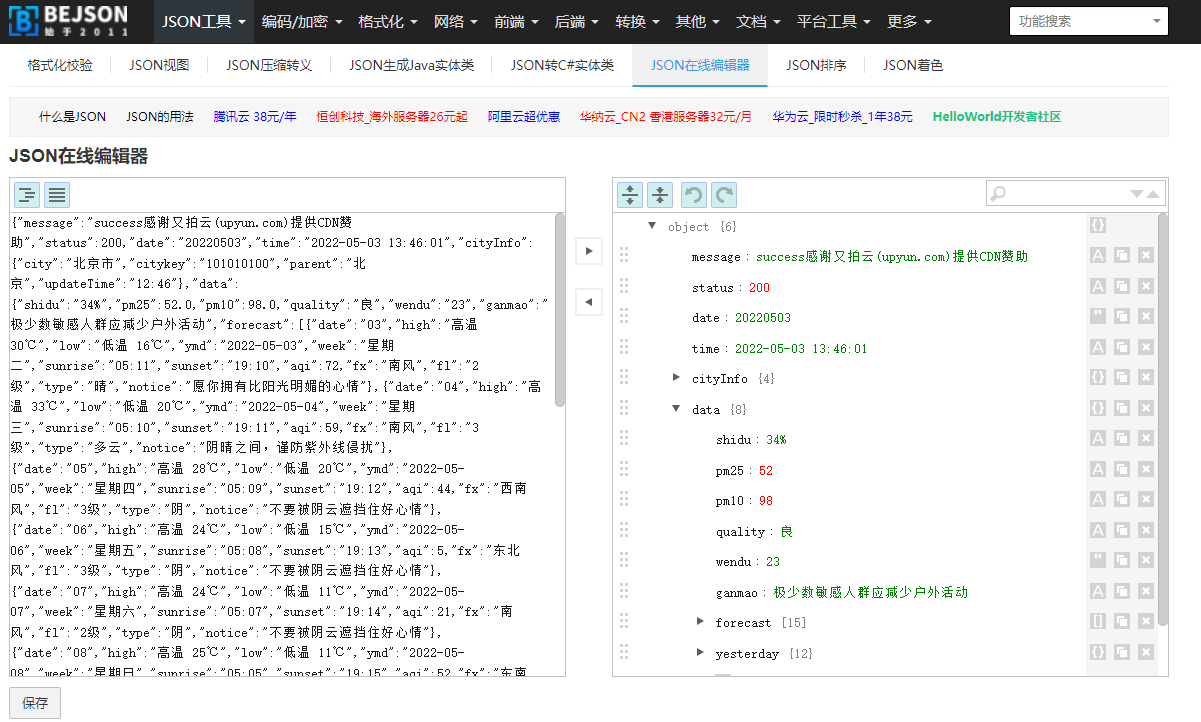 BEJSON
始于2011
JSON工具 编码/加密 格式化 网络 前端 后端 转换 其他 文档 平台工具 更多 功能搜索
格式化校验 JSON视图 JSON压缩转义 JSON生成Java实体类 JSON转C#实体类 JSON在线编辑器 JSON排序 JSON着色
什么是JSON JSON的用法 腾讯云 38元/年 恒创科技_海外服务器26元起 阿里云超优惠 华纳云_CN2 香港服务器32元/月 华为云_限时秒杀_1年38元 HelloWorld开发者社区
JSON在线编辑器
{"message":"success感谢又拍云(upyun.com)提供CDN赞
助","status":200,"date":"20220503","time":"2022-05-03 13:46:01","cityInfo":
{"city":"北京市","citykey":"101010100","parent":"北
京","updateTime":"12:46"},"data":
{"shidu":"34%","pm25":52.0,"pm10":98.0,"quality":"良","wendu":"23","ganmao":"
极少数敏感人群应减少户外活动","forecast":[{"date":"03","high":"高温
30℃","low":"低温 16℃","ymd":"2022-05-03","week":"星期
二","sunrise":"05:11","sunset":"19:10","aqi":72,"fx":"南风","fl":"2
级","type":"晴","notice":"愿你拥有比阳光明媚的心情"},{"date":"04","high":"高
温 33℃","low":"低温 20℃","ymd":"2022-05-04","week":"星期
三","sunrise":"05:10","sunset":"19:11","aqi":59,"fx":"南风","fl":"3
级","type":"多云","notice":"阴晴之间，谨防紫外线侵扰"},
{"date":"05","high":"高温 28℃","low":"低温 20℃","ymd":"2022-05-
05","week":"星期四","sunrise":"05:09","sunset":"19:12","aqi":44,"fx":"西南
风","fl":"3级","type":"阴","notice":"不要被阴云遮挡住好心情"},
{"date":"06","high":"高温 24℃","low":"低温 15℃","ymd":"2022-05-
06","week":"星期五","sunrise":"05:08","sunset":"19:13","aqi":5,"fx":"东北
风","fl":"3级","type":"阴","notice":"不要被阴云遮挡住好心情"},
{"date":"07","high":"高温 24℃","low":"低温 11℃","ymd":"2022-05-
07","week":"星期六","sunrise":"05:07","sunset":"19:14","aqi":21,"fx":"南
风","fl":"2级","type":"阴","notice":"不要被阴云遮挡住好心情"},
{"date":"08","high":"高温 25℃","low":"低温 11℃","ymd":"2022-05-
08","week":"星期日","sunrise":"05:05","sunset":"19:15","aqi":52,"fx":"东南
object {6}
message : success感谢又拍云(upyun.com)提供CDN赞助
status : 200
date : 20220503
time : 2022-05-03 13:46:01
cityInfo {4}
data {8}
shidu : 34%
pm25 : 52
pm10 : 98
quality : 良
wendu : 23
ganmao : 极少数敏感人群应减少户外活动
forecast [15]
yesterday {12}
保存